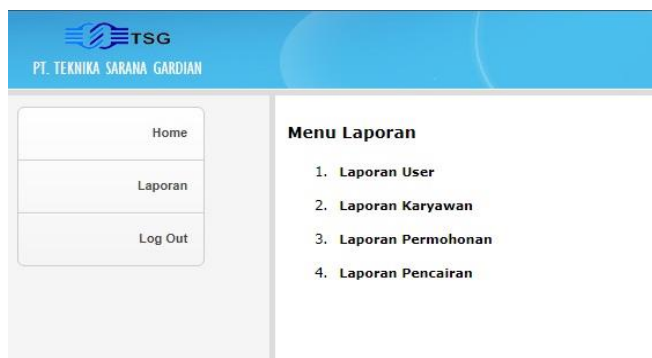 TSG
PT. TEKNIKA SARANA GARDIAN
Home
Laporan
Log Out
Menu Laporan
1. Laporan User
2. Laporan Karyawan
3. Laporan Permohonan
4. Laporan Pencairan